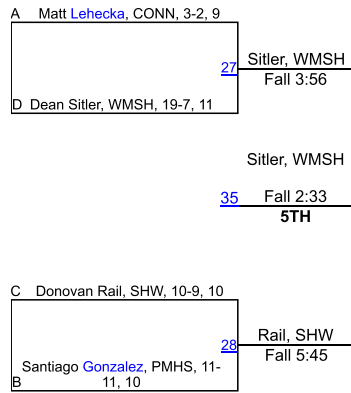 A Matt Lehecka, CONN, 3-2, 9
27 Sitler, WMSH
Fall 3:56
D Dean Sitler, WMSH, 19-7, 11
Sitler, WMSH
35 Fall 2:33
5TH
C Donovan Rail, SHW, 10-9, 10
28 Rail, SHW
Fall 5:45
Santiago Gonzalez, PMHS, 11-
B 11, 10